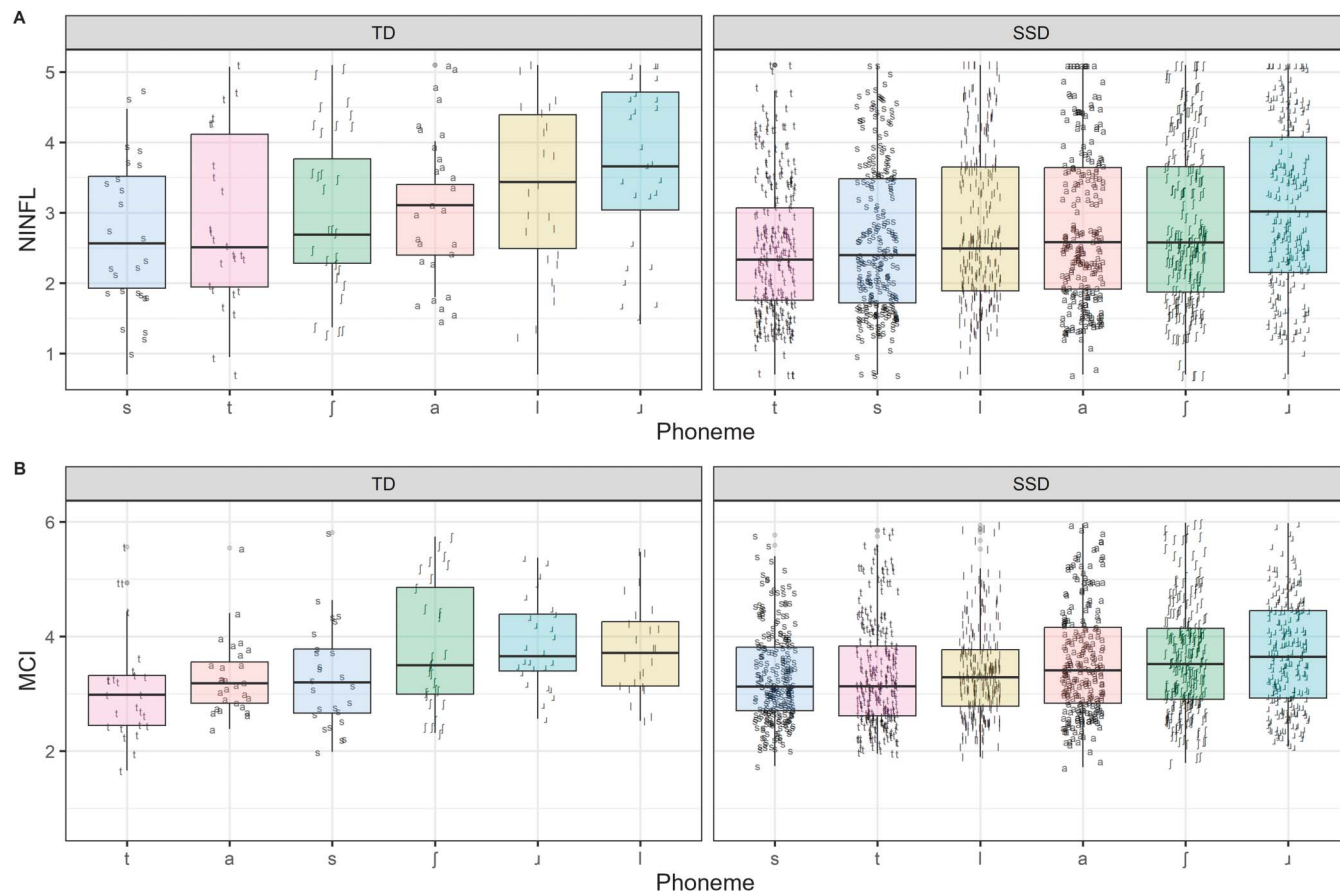 A
TD SSD
NINFL
5
4
3
2
1
s t ʃ a l ɹ t s l a ʃ ɹ
Phoneme
B
TD SSD
MCI
6
4
2
t a s ʃ ɹ l s t l a ʃ ɹ
Phoneme